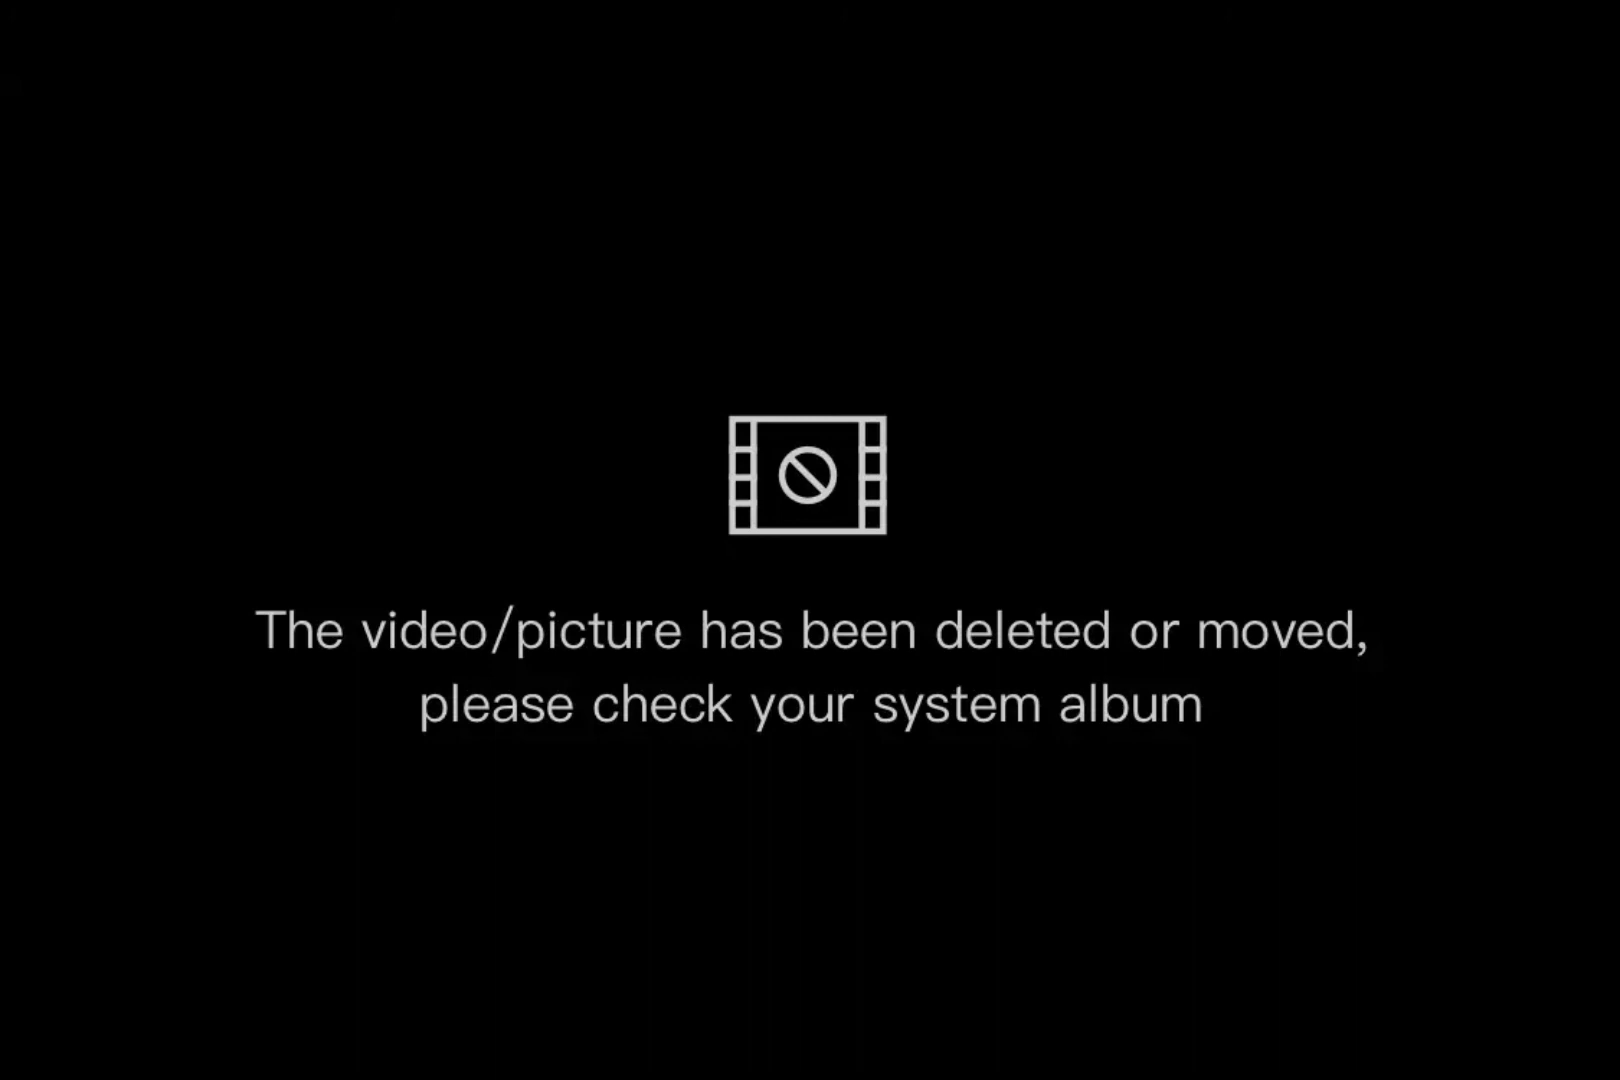 The video/picture has been deleted or moved,
please check your system album